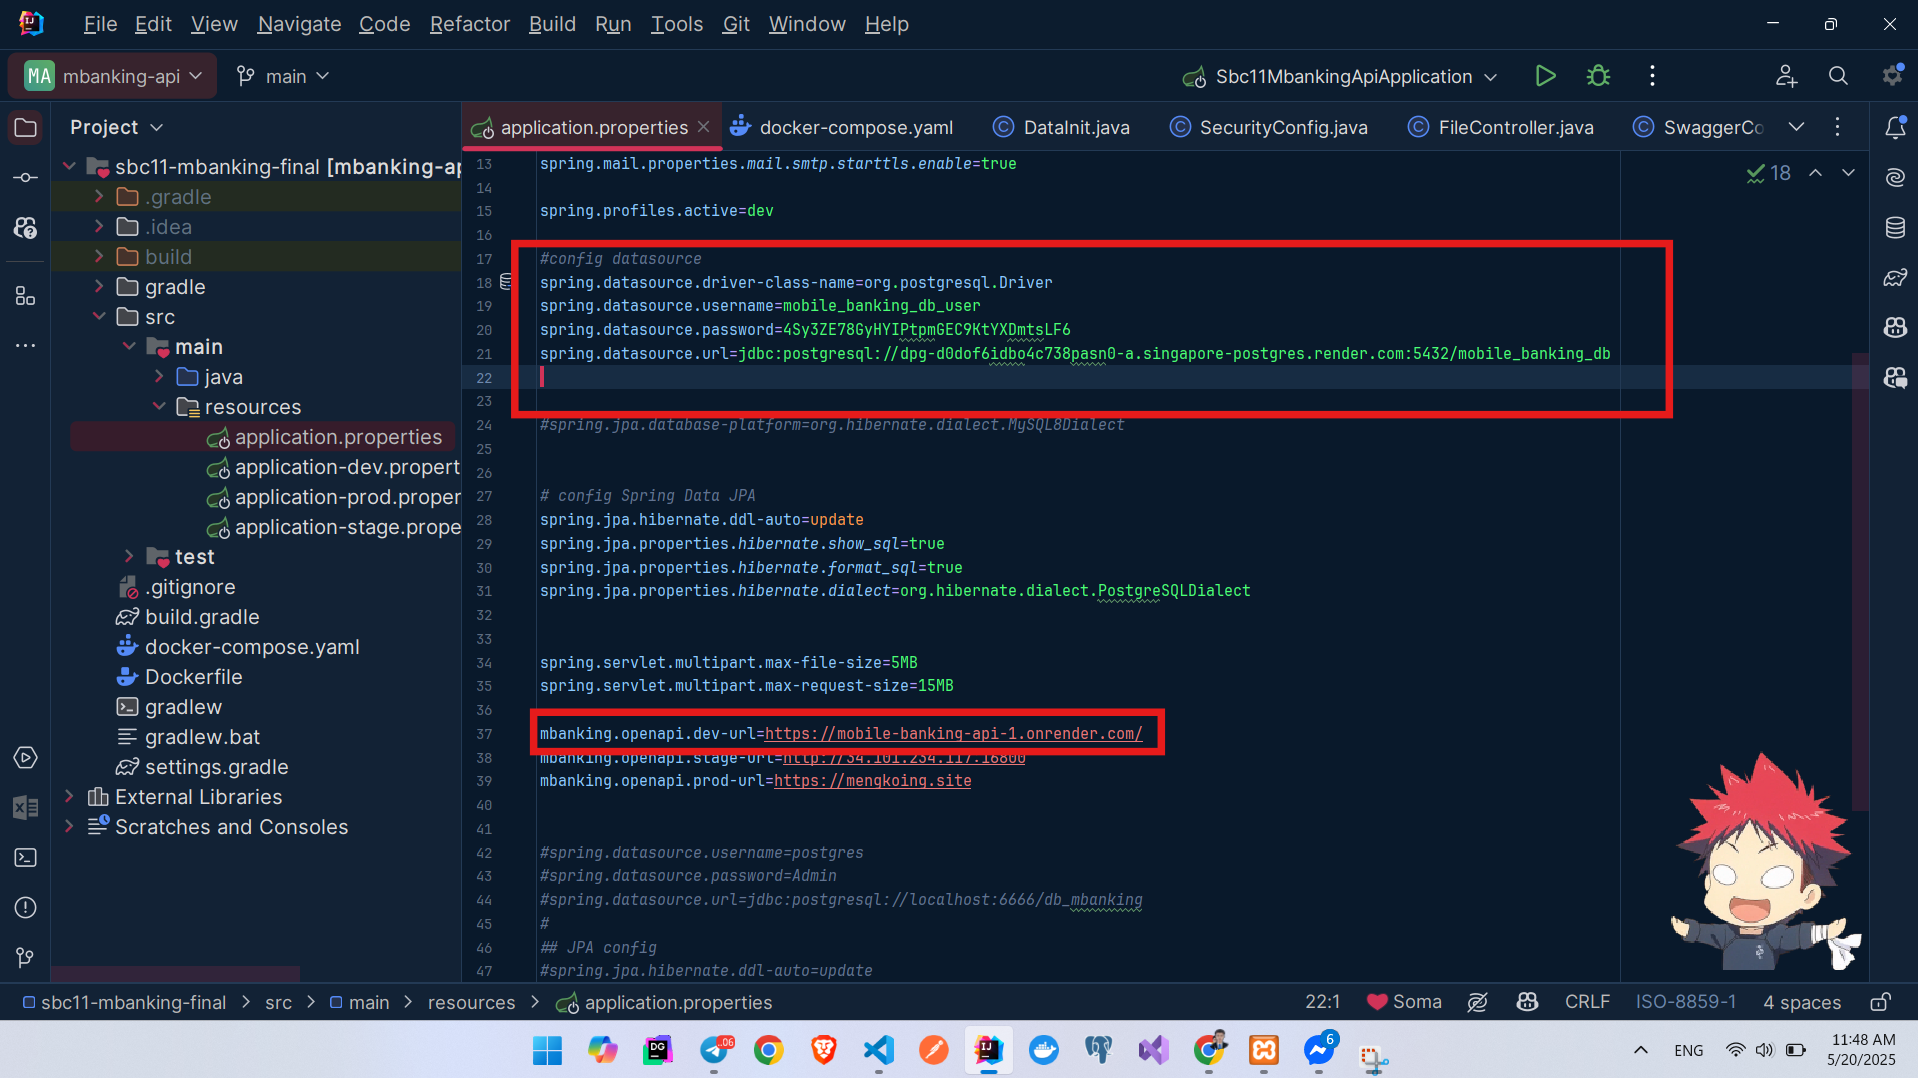 File Edit View Navigate Code Refactor Build Run Tools Git Window Help
MA mbanking-api main Sbc11MbankingApiApplication
Project
application.properties docker-compose.yaml DataInit.java SecurityConfig.java FileController.java SwaggerCo
sbc11-mbanking-final [mbanking-ap
.gradle
.idea
build
gradle
src
main
java
resources
application.properties
application-dev.propert
application-prod.proper
application-stage.prope
test
.gitignore
build.gradle
docker-compose.yaml
Dockerfile
gradlew
gradlew.bat
settings.gradle
External Libraries
Scratches and Consoles
18
13 spring.mail.properties.mail.smtp.starttls.enable=true
14
15 spring.profiles.active=dev
16
17 #config datasource
18 spring.datasource.driver-class-name=org.postgresql.Driver
19 spring.datasource.username=mobile_banking_db_user
20 spring.datasource.password=4Sy3ZE78GyHYIPtpmGEC9KtYXDmtsLF6
21 spring.datasource.url=jdbc:postgresql://dpg-d0dof6idbo4c738pasn0-a.singapore-postgres.render.com:5432/mobile_banking_db
22
23
24 #spring.jpa.database-platform=org.hibernate.dialect.MySQL8Dialect
25
26
27 # config Spring Data JPA
28 spring.jpa.hibernate.ddl-auto=update
29 spring.jpa.properties.hibernate.show_sql=true
30 spring.jpa.properties.hibernate.format_sql=true
31 spring.jpa.properties.hibernate.dialect=org.hibernate.dialect.PostgreSQLDialect
32
33
34 spring.servlet.multipart.max-file-size=5MB
35 spring.servlet.multipart.max-request-size=15MB
36
37 mbanking.openapi.dev-url=https://mobile-banking-api-1.onrender.com/
38 mbanking.openapi.stage-url=http://34.101.234.117:16800
39 mbanking.openapi.prod-url=https://mengkoing.site
40
41
42 #spring.datasource.username=postgres
43 #spring.datasource.password=Admin
44 #spring.datasource.url=jdbc:postgresql://localhost:6666/db_mbanking
45 #
46 ## JPA config
47 #spring.jpa.hibernate.ddl-auto=update
sbc11-mbanking-final > src > main > resources > application.properties 22:1 Soma CRLF ISO-8859-1 4 spaces
DG ..06 IJ 6 ENG 11:48 AM
5/20/2025